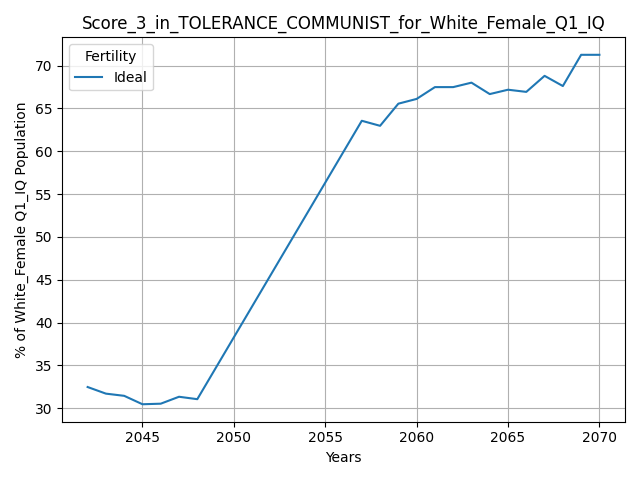 Score_3_in_TOLERANCE_COMMUNIST_for_White_Female_Q1_IQ
Fertility
Ideal
% of White_Female Q1_IQ Population
70
65
60
55
50
45
40
35
30
2045 2050 2055 2060 2065 2070
Years